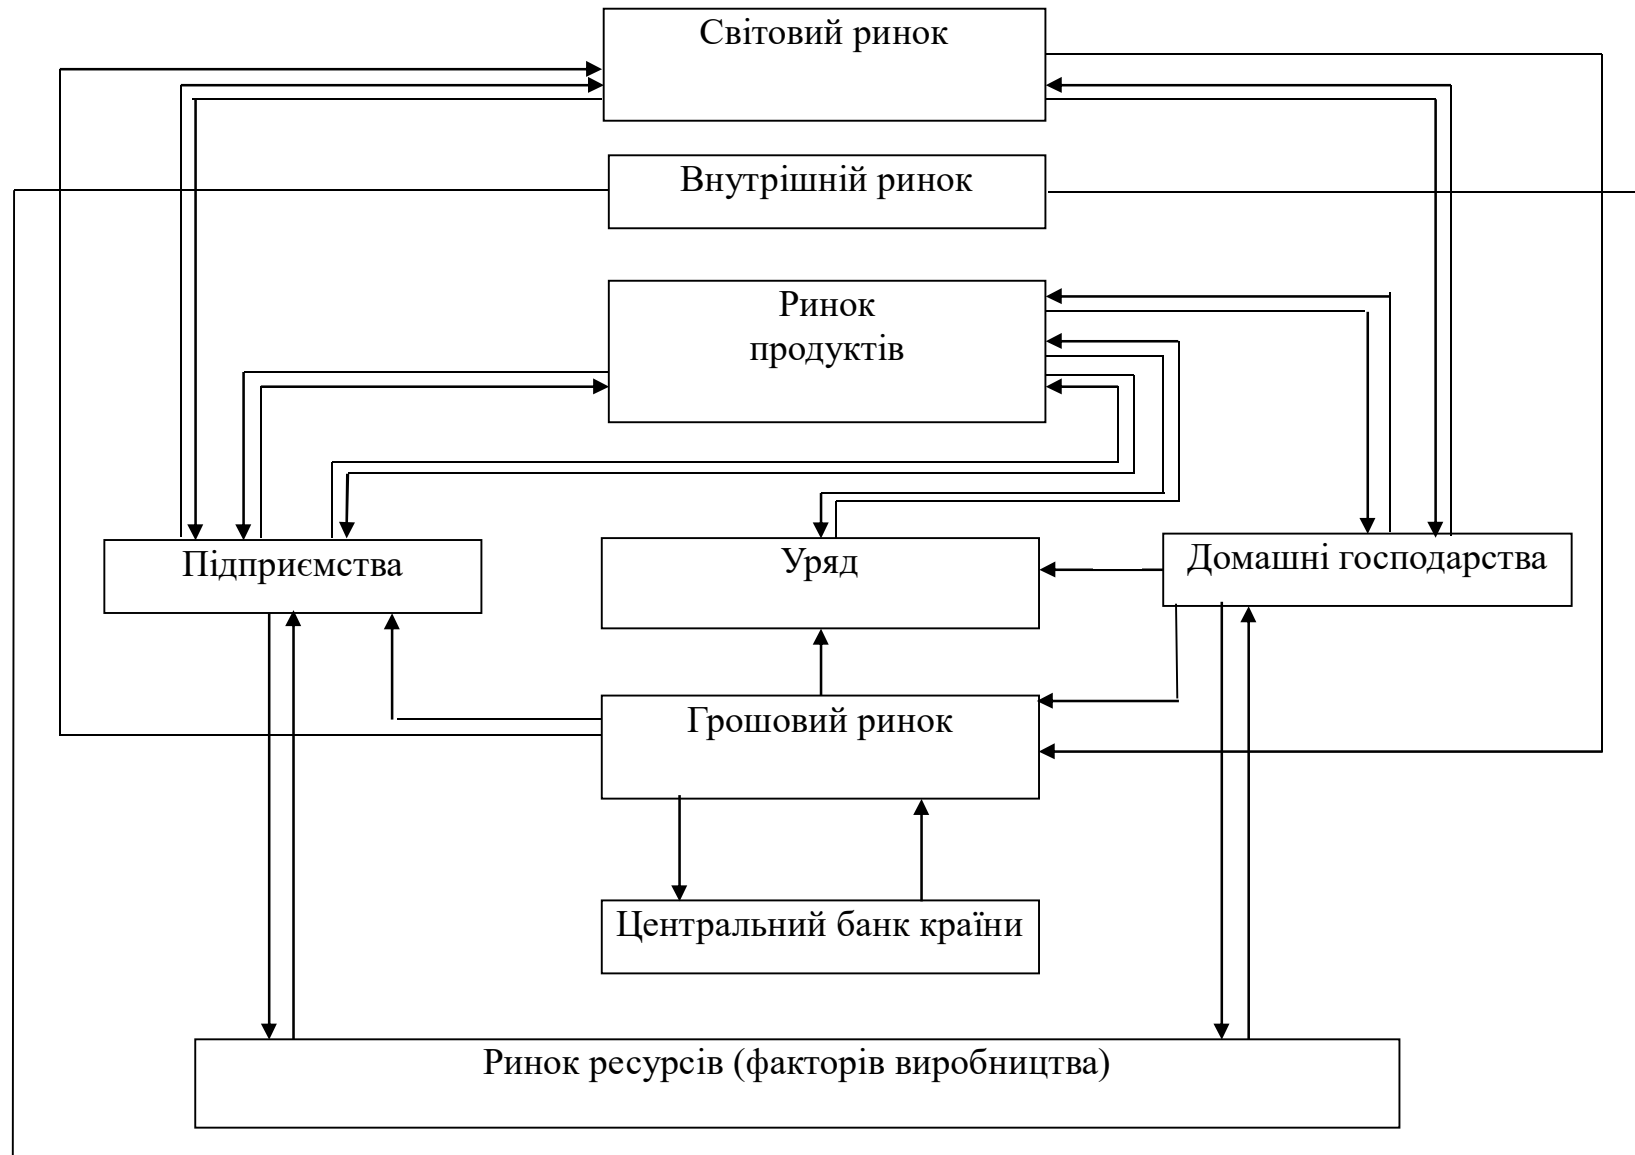 Світовий ринок
Внутрішній ринок
Ринок
продуктів
Підприємства
Уряд
Домашні господарства
Грошовий ринок
Центральний банк країни
Ринок ресурсів (факторів виробництва)